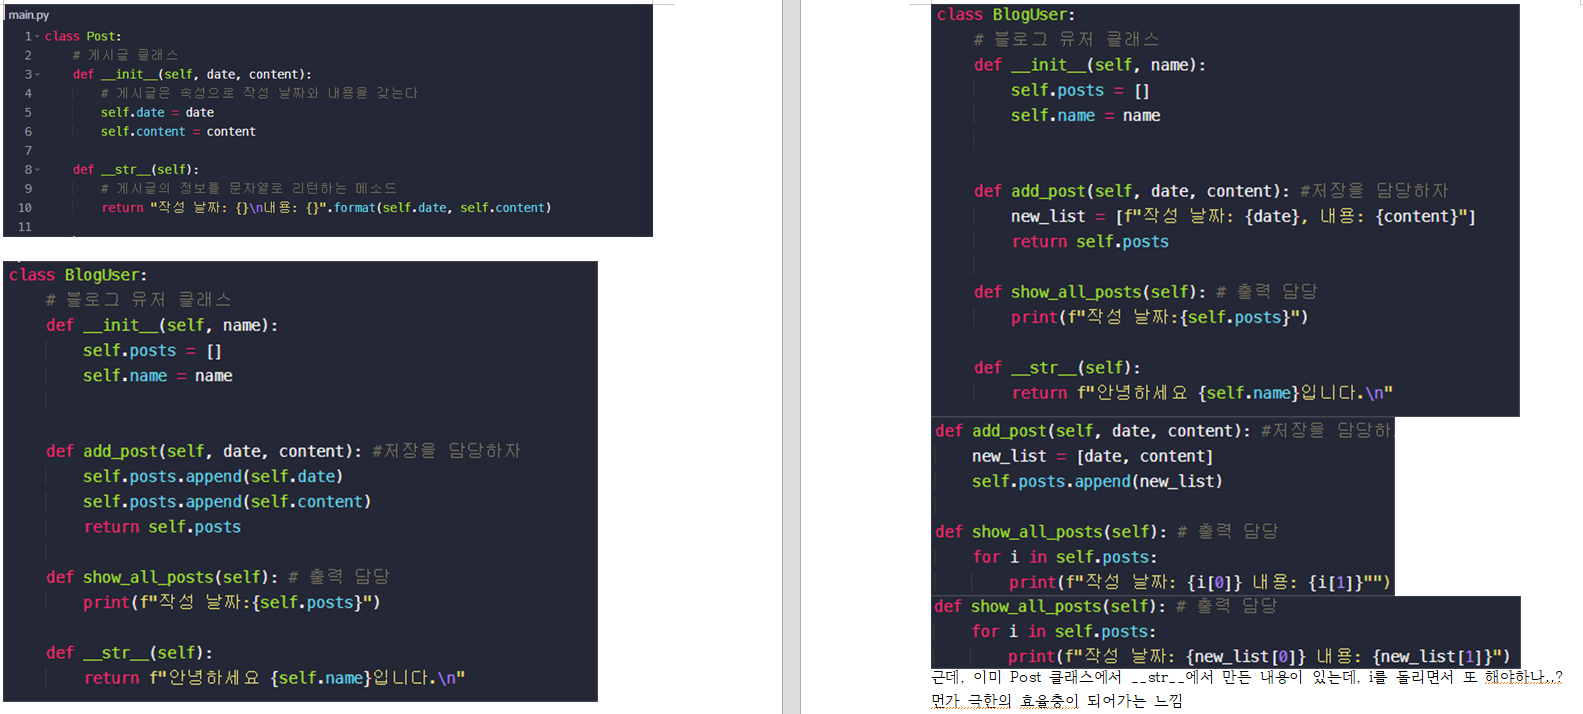 main.py
1 class Post:
2 # 게시글 클래스
3 def __init__(self, date, content):
4 # 게시글은 속성으로 작성 날짜와 내용을 갖는다
5 self.date = date
6 self.content = content
7
8 def __str__(self):
9 # 게시글의 정보를 문자열로 리턴하는 메소드
10 return "작성 날짜: {}\n내용: {}".format(self.date, self.content)
11
class BlogUser:
# 블로그 유저 클래스
def __init__(self, name):
self.posts = []
self.name = name
def add_post(self, date, content): #저장을 담당하자
self.posts.append(self.date)
self.posts.append(self.content)
return self.posts
def show_all_posts(self): # 출력 담당
print(f"작성 날짜:{self.posts}")
def __str__(self):
return f"안녕하세요 {self.name}입니다.\n"
class BlogUser:
# 블로그 유저 클래스
def __init__(self, name):
self.posts = []
self.name = name
def add_post(self, date, content): #저장을 담당하자
new_list = [f"작성 날짜: {date}, 내용: {content}"]
return self.posts
def show_all_posts(self): # 출력 담당
print(f"작성 날짜:{self.posts}")
def __str__(self):
return f"안녕하세요 {self.name}입니다.\n"
def add_post(self, date, content): #저장을 담당하
new_list = [date, content]
self.posts.append(new_list)
def show_all_posts(self): # 출력 담당
for i in self.posts:
print(f"작성 날짜: {i[0]} 내용: {i[1]}"")
def show_all_posts(self): # 출력 담당
for i in self.posts:
print(f"작성 날짜: {new_list[0]} 내용: {new_list[1]}")
근데, 이미 Post 클래스에서 __str__에서 만든 내용이 있는데, i를 돌리면서 또 해야하나,,?
먼가 극한의 효율충이 되어가는 느낌